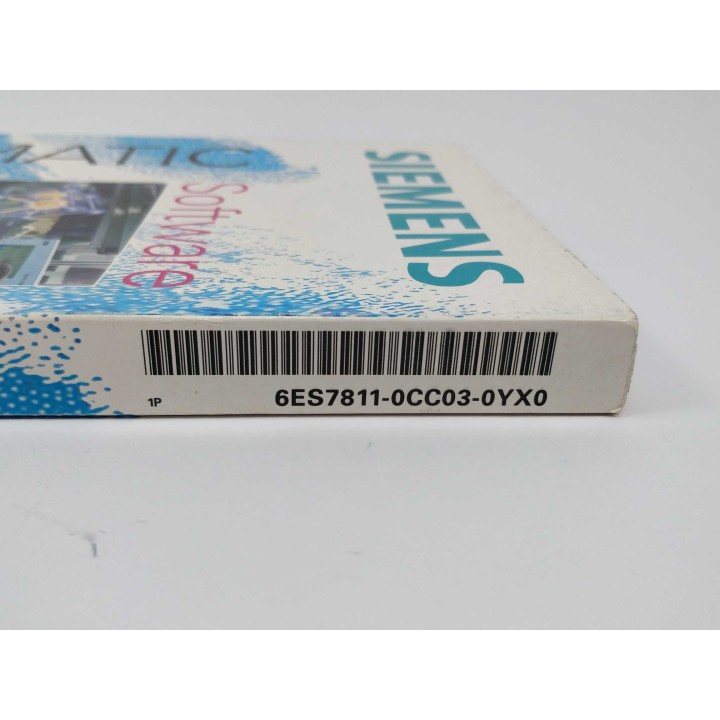 MATIC
Software
SIEMENS
1P
6ES7811-0CC03-0YX0